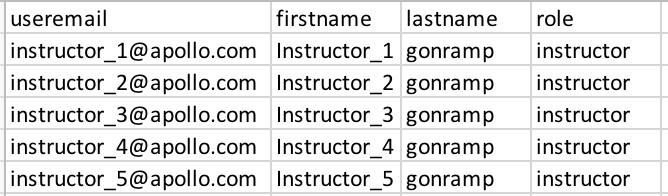 useremail firstname lastname role
instructor_1@apollo.com Instructor_1 gonramp instructor
instructor_2@apollo.com Instructor_2 gonramp instructor
instructor_3@apollo.com Instructor_3 gonramp instructor
instructor_4@apollo.com Instructor_4 gonramp instructor
instructor_5@apollo.com Instructor_5 gonramp instructor